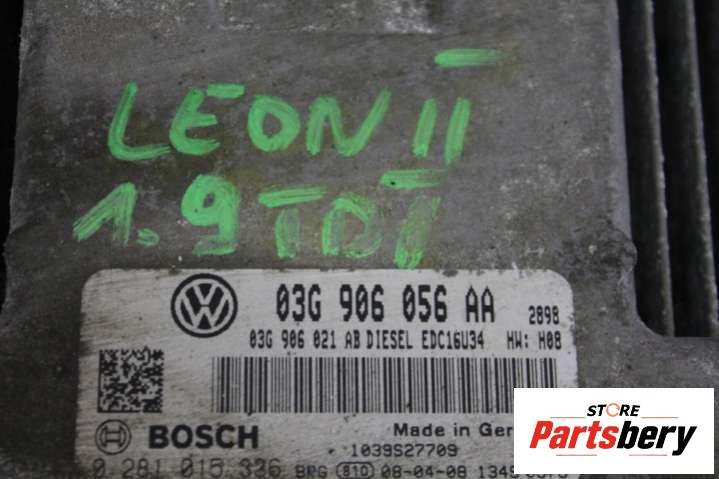 LEON II
1.9 TDI
03G 906 056 AA 2898
03G 906 021 AB DIESEL EDC16U34 HW: H08
Made in
BOSCH
1039S27709
0 281 015 336 BRG 810 08-04-08
STORE
Partsbery